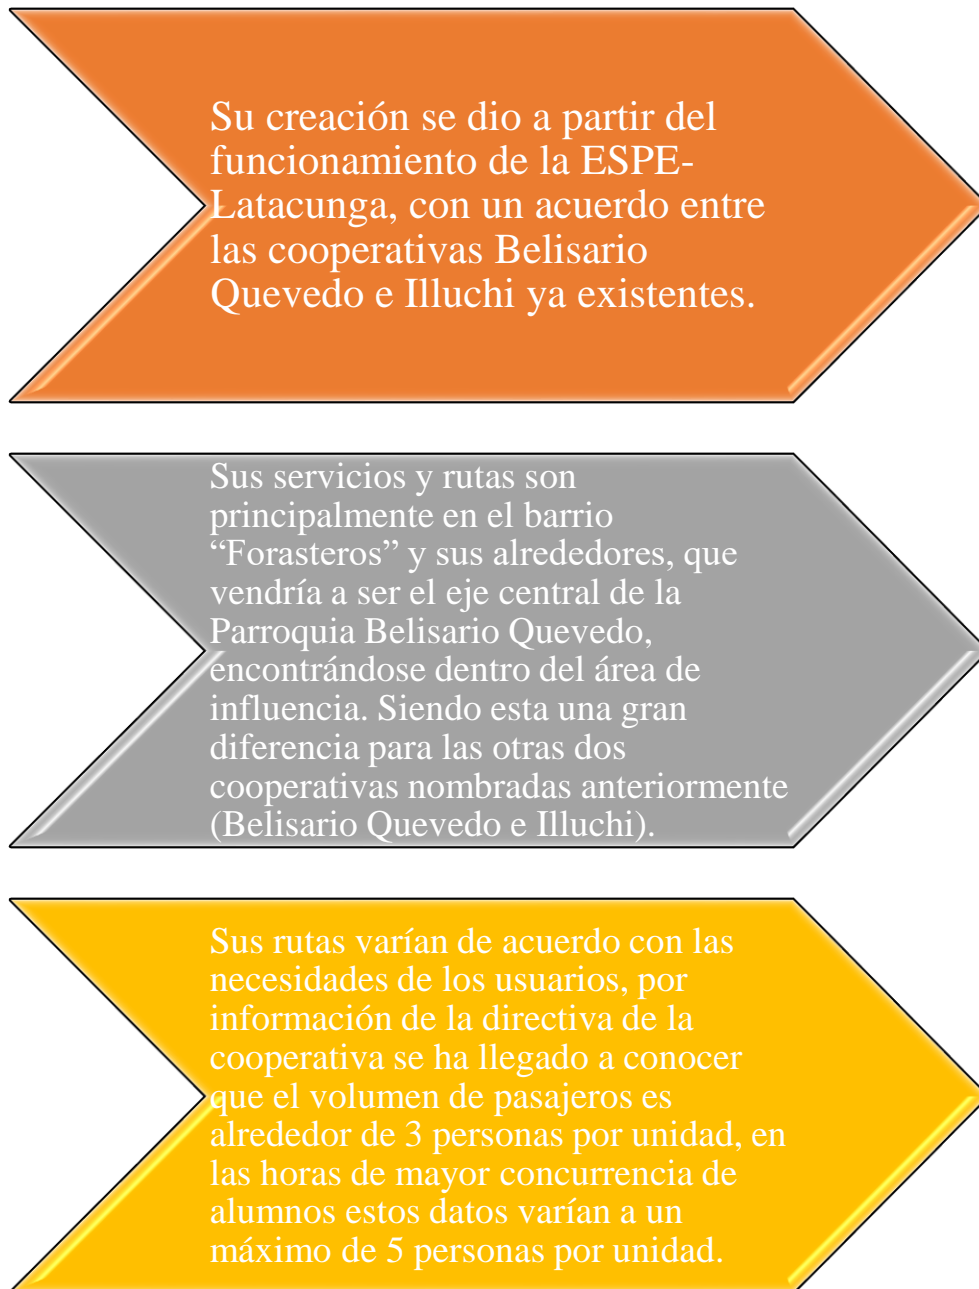 Su creación se dio a partir del
funcionamiento de la ESPE-
Latacunga, con un acuerdo entre
las cooperativas Belisario
Quevedo e Illuchi ya existentes.
Sus servicios y rutas son
principalmente en el barrio
“Forasteros” y sus alrededores, que
vendría a ser el eje central de la
Parroquia Belisario Quevedo,
encontrándose dentro del área de
influencia. Siendo esta una gran
diferencia para las otras dos
cooperativas nombradas anteriormente
(Belisario Quevedo e Illuchi).
Sus rutas varían de acuerdo con las
necesidades de los usuarios, por
información de la directiva de la
cooperativa se ha llegado a conocer
que el volumen de pasajeros es
alrededor de 3 personas por unidad, en
las horas de mayor concurrencia de
alumnos estos datos varían a un
máximo de 5 personas por unidad.